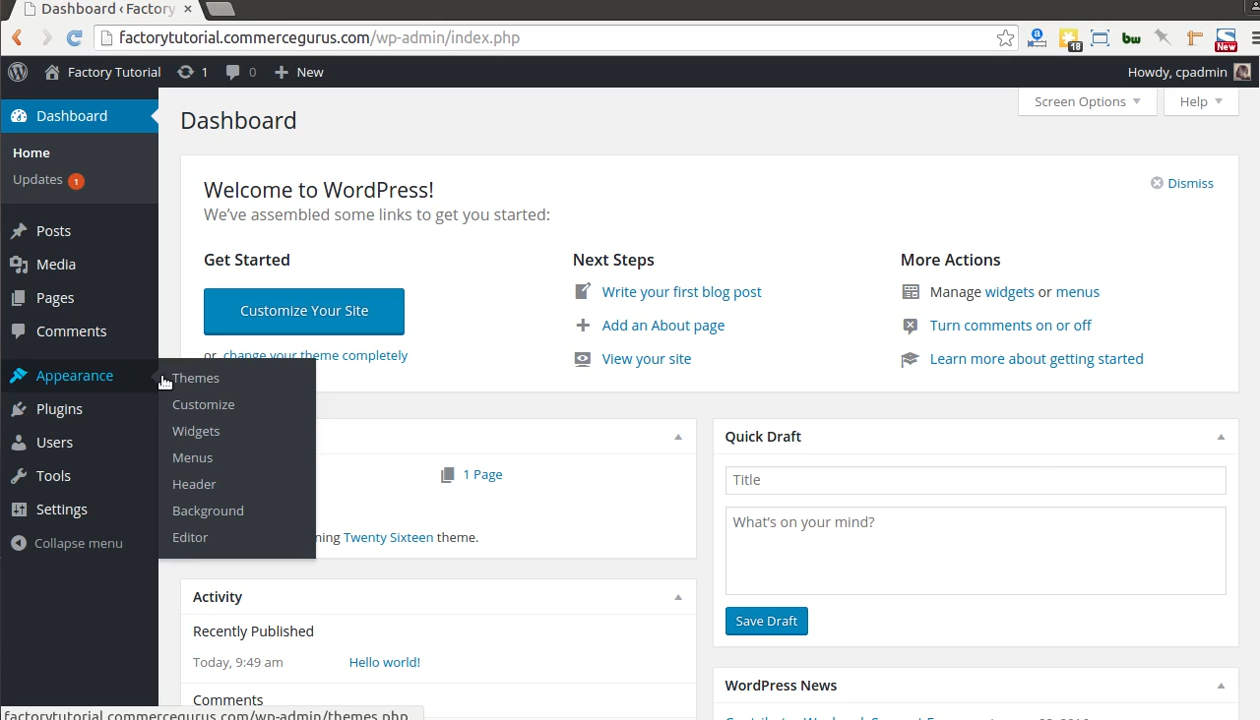 Dashboard ‹ Factory
factorytutorial.commercegurus.com/wp-admin/index.php
18
bw
New
Factory Tutorial
1
0
New
Howdy, cpadmin
Dashboard
Home
Updates 1
Posts
Media
Pages
Comments
Appearance
Plugins
Users
Tools
Settings
Collapse menu
Themes
Customize
Widgets
Menus
Header
Background
Editor
Screen Options
Help
Dashboard
Welcome to WordPress!
We've assembled some links to get you started:
Dismiss
Get Started
Customize Your Site
or change your theme completely
Next Steps
Write your first blog post
Add an About page
View your site
More Actions
Manage widgets or menus
Turn comments on or off
Learn more about getting started
1 Page
Twenty Sixteen theme.
Activity
Recently Published
Today, 9:49 am
Hello world!
Comments
Quick Draft
Title
What's on your mind?
Save Draft
WordPress News
factorytutorial.commercegurus.com/wp-admin/themes.php